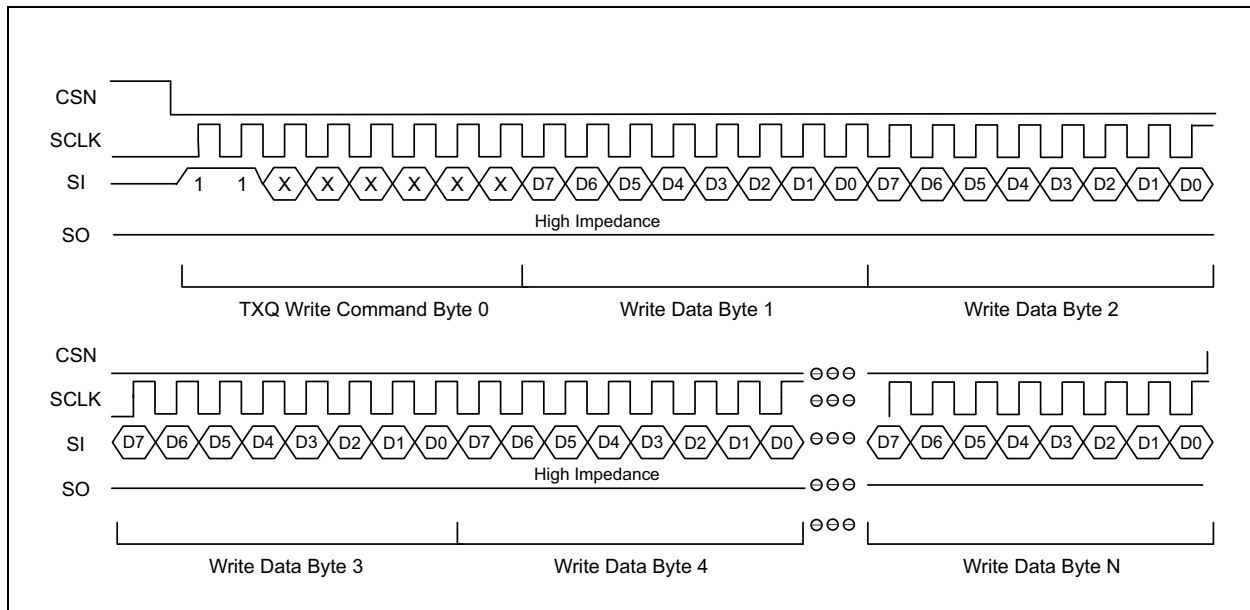 CSN
SCLK
SI 1 1 X X X X X X D7 D6 D5 D4 D3 D2 D1 D0 D7 D6 D5 D4 D3 D2 D1 D0
High Impedance
SO
TXQ Write Command Byte 0 Write Data Byte 1 Write Data Byte 2
CSN
SCLK
SI D7 D6 D5 D4 D3 D2 D1 D0 D7 D6 D5 D4 D3 D2 D1 D0 D7 D6 D5 D4 D3 D2 D1 D0
High Impedance
SO
Write Data Byte 3 Write Data Byte 4 Write Data Byte N